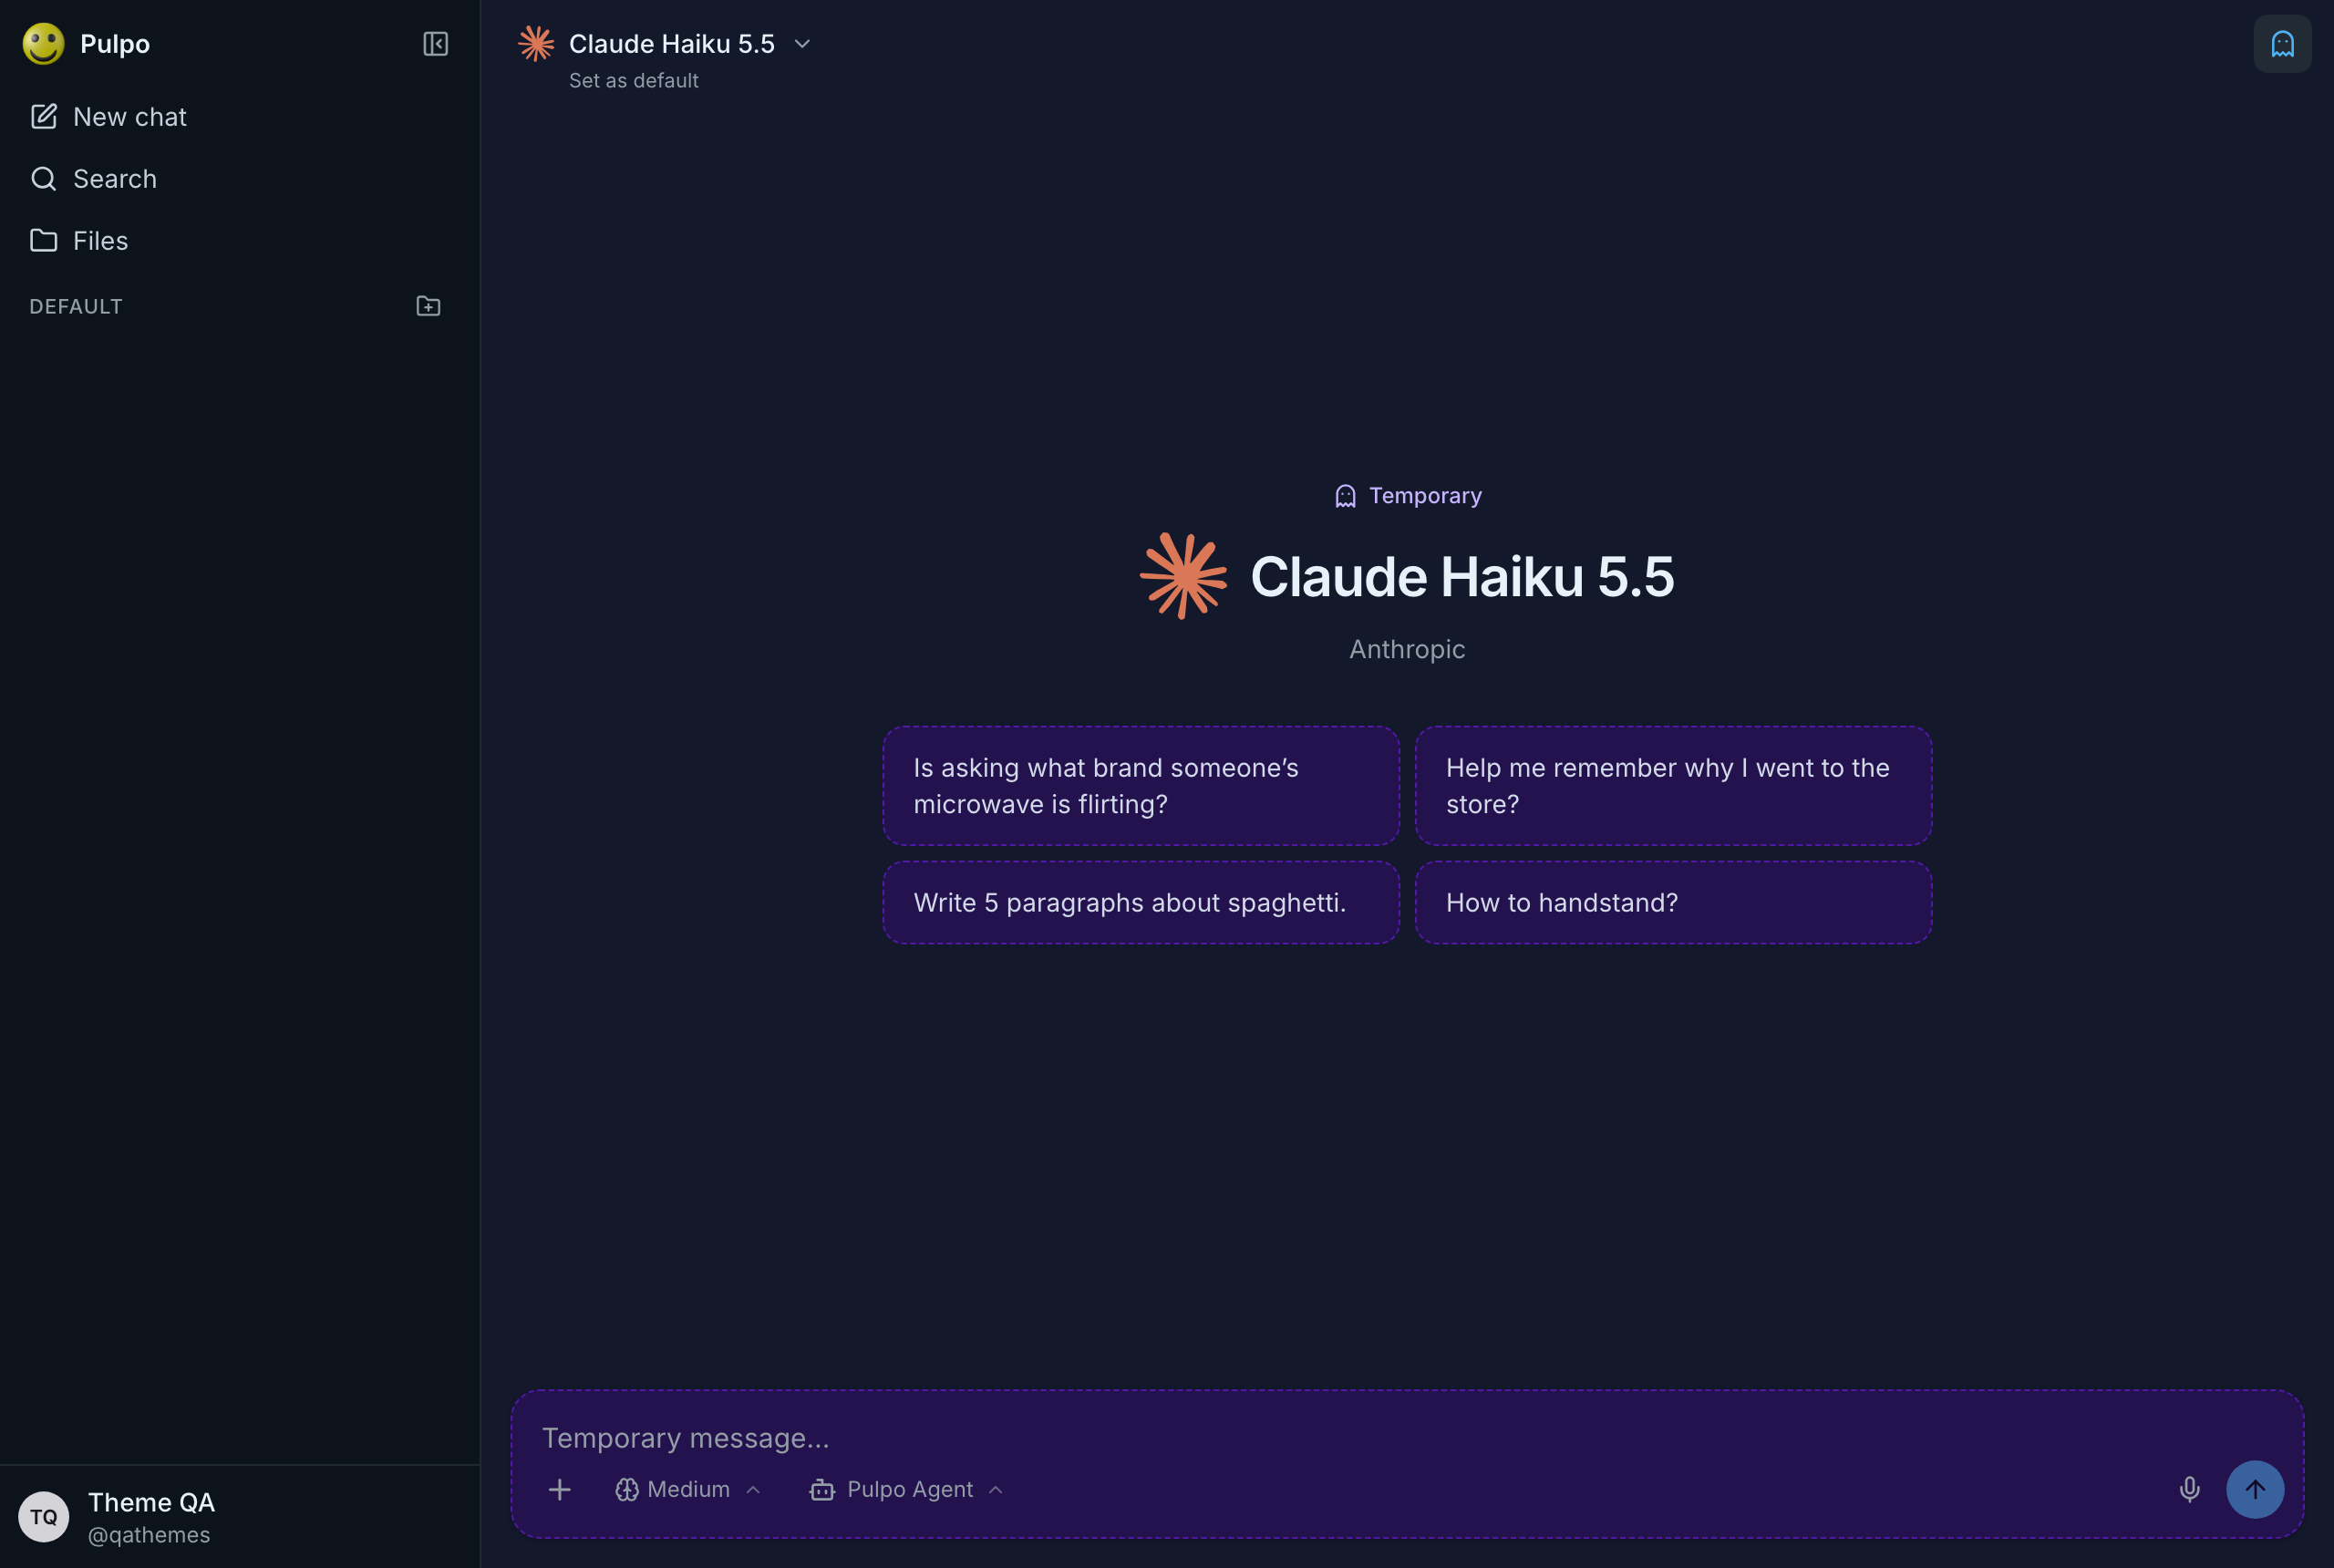 Pulpo
New chat
Search
Files
DEFAULT
TQ
Theme QA
@qathemes
Claude Haiku 5.5
Set as default
Temporary
Claude Haiku 5.5
Anthropic
Is asking what brand someone’s
microwave is flirting?
Help me remember why I went to the
store?
Write 5 paragraphs about spaghetti.
How to handstand?
Temporary message...
Medium
Pulpo Agent